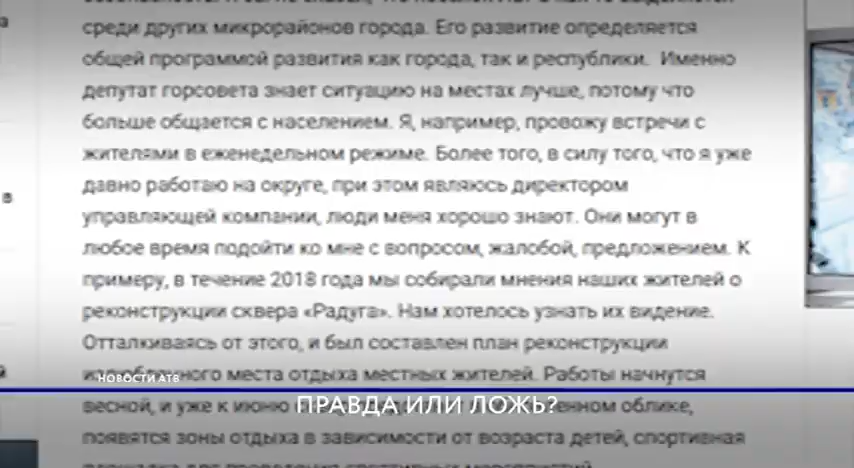 среди других микрорайонов города. Его развитие определяется
общей программой развития как города, так и республики. Именно
депутат горсовета знает ситуацию на местах лучше, потому что
больше общается с населением. Я, например, провожу встречи с
жителями в еженедельном режиме. Более того, в силу того, что я уже
давно работаю на округе, при этом являюсь директором
в
управляющей компании, люди меня хорошо знают. Они могут в
любое время подойти ко мне с вопросом, жалобой, предложением. К
примеру, в течение 2018 года мы собирали мнения наших жителей о
реконструкции сквера «Радуга». Нам хотелось узнать их видение.
Отталкиваясь от этого, и был составлен план реконструкции
места отдыха местных жителей. Работы начнутся
НОВОСТИ АТВ
весной, и уже к июню облике,
ПРАВДА ИЛИ ЛОЖЬ?
появятся зоны отдыха в зависимости от возраста детей, спортивная